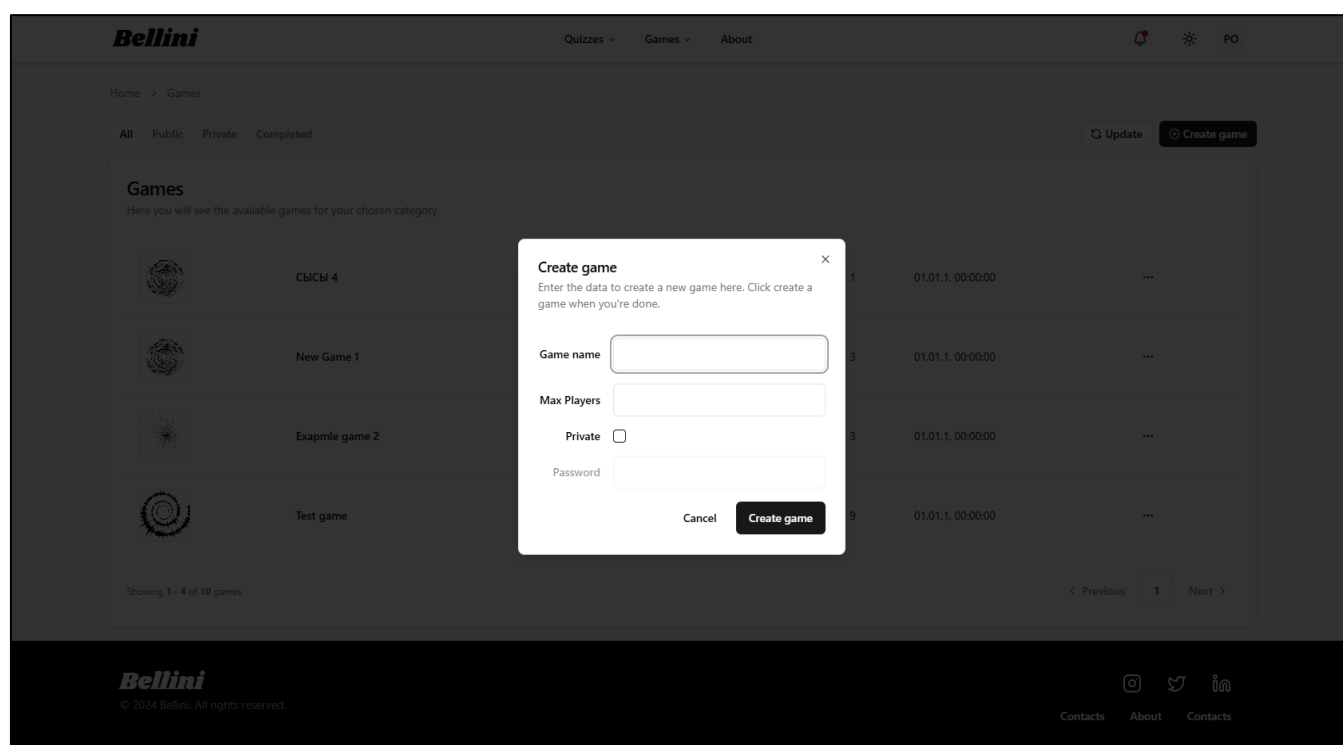 Bellini
Quizzes Games About
PO
Home > Games
All Public Private Completed
Update Create game
Games
Here you will see the available games for your chosen category
СЫСЫ 4
1 01.01.1, 00:00:00 ...
New Game 1
3 01.01.1, 00:00:00 ...
Exapmle game 2
3 01.01.1, 00:00:00 ...
Test game
9 01.01.1, 00:00:00 ...
Create game
Enter the data to create a new game here. Click create a
game when you're done.
Game name
Max Players
Private
Password
Cancel Create game
Showing 1 - 4 of 10 games
< Previous 1 Next >
Bellini
© 2024 Bellini. All rights reserved.
Contacts About Contacts